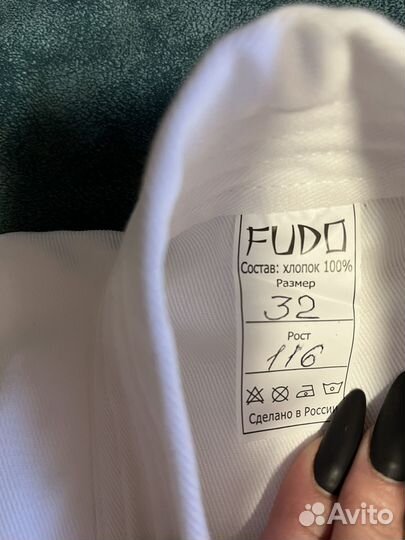 FUDO
Состав: хлопок 100%
Размер
32
Рост
116
Сделано в России
Avito